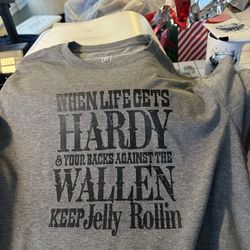 WHEN LIFE GETS
HARDY
& YOUR BACKS AGAINST THE
WALLEN
KEEP Jelly Rollin